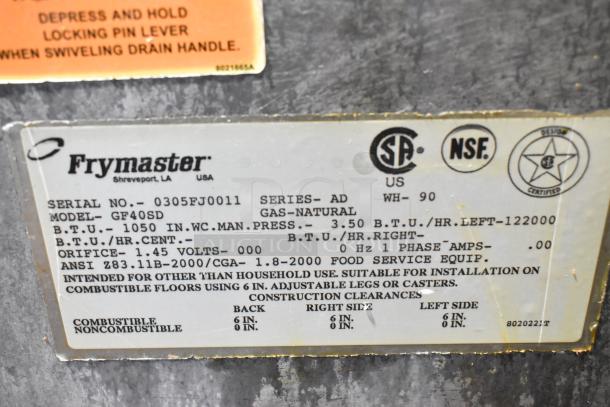 DEPRESS AND HOLD
LOCKING PIN LEVER
WHEN SWIVELING DRAIN HANDLE.
8021665A
Frymaster
Shreveport, LA USA
CSA
US
NSF.
DESIGN
CERTIFIED
SERIAL NO.- 0305FJ0011 SERIES- AD WH- 90
MODEL- GF40SD GAS-NATURAL
B.T.U.- 1050 IN.WC.MAN.PRESS.- 3.50 B.T.U./HR.LEFT-122000
B.T.U./HR.CENT.- B.T.U./HR.RIGHT-
ORIFICE- 1.45 VOLTS- 000 0 Hz PHASE AMPS- .00
ANSI Z83.11B-2000/CGA- 1.8-2000 FOOD SERVICE EQUIP.
INTENDED FOR OTHER THAN HOUSEHOLD USE. SUITABLE FOR INSTALLATION ON
COMBUSTIBLE FLOORS USING 6 IN. ADJUSTABLE LEGS OR CASTERS.
CONSTRUCTION CLEARANCES
BACK RIGHT SIDE LEFT SIDE
COMBUSTIBLE 6 IN. 6 IN. 6 IN.
NONCOMBUSTIBLE 0 IN. 0 IN. 0 IN.
8020221T